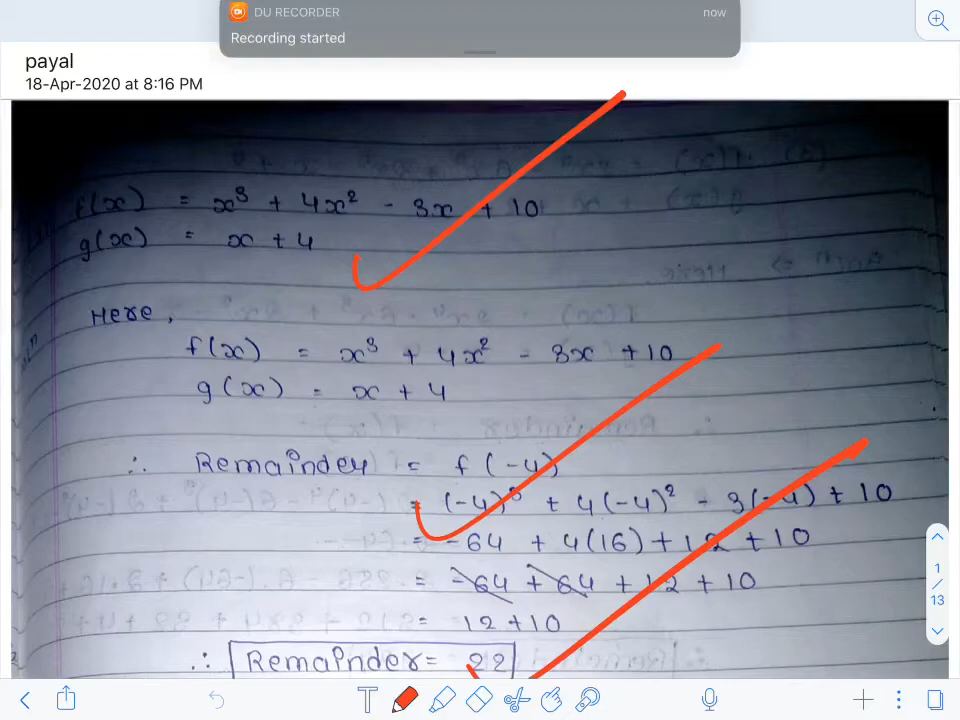 DU RECORDER now
Recording started
payal
18-Apr-2020 at 8:16 PM
f(x) = x³ + 4x² - 3x + 10
g(x) = x + 4
Here,
f(x) = x³ + 4x² - 3x + 10
g(x) = x + 4
∴ Remainder = f(-4)
= (-4)³ + 4(-4)² - 3(-4) + 10
= -64 + 4(16) + 12 + 10
= -64 + 64 + 12 + 10
= 12 + 10
∴ Remainder = 22
1
/
13
T